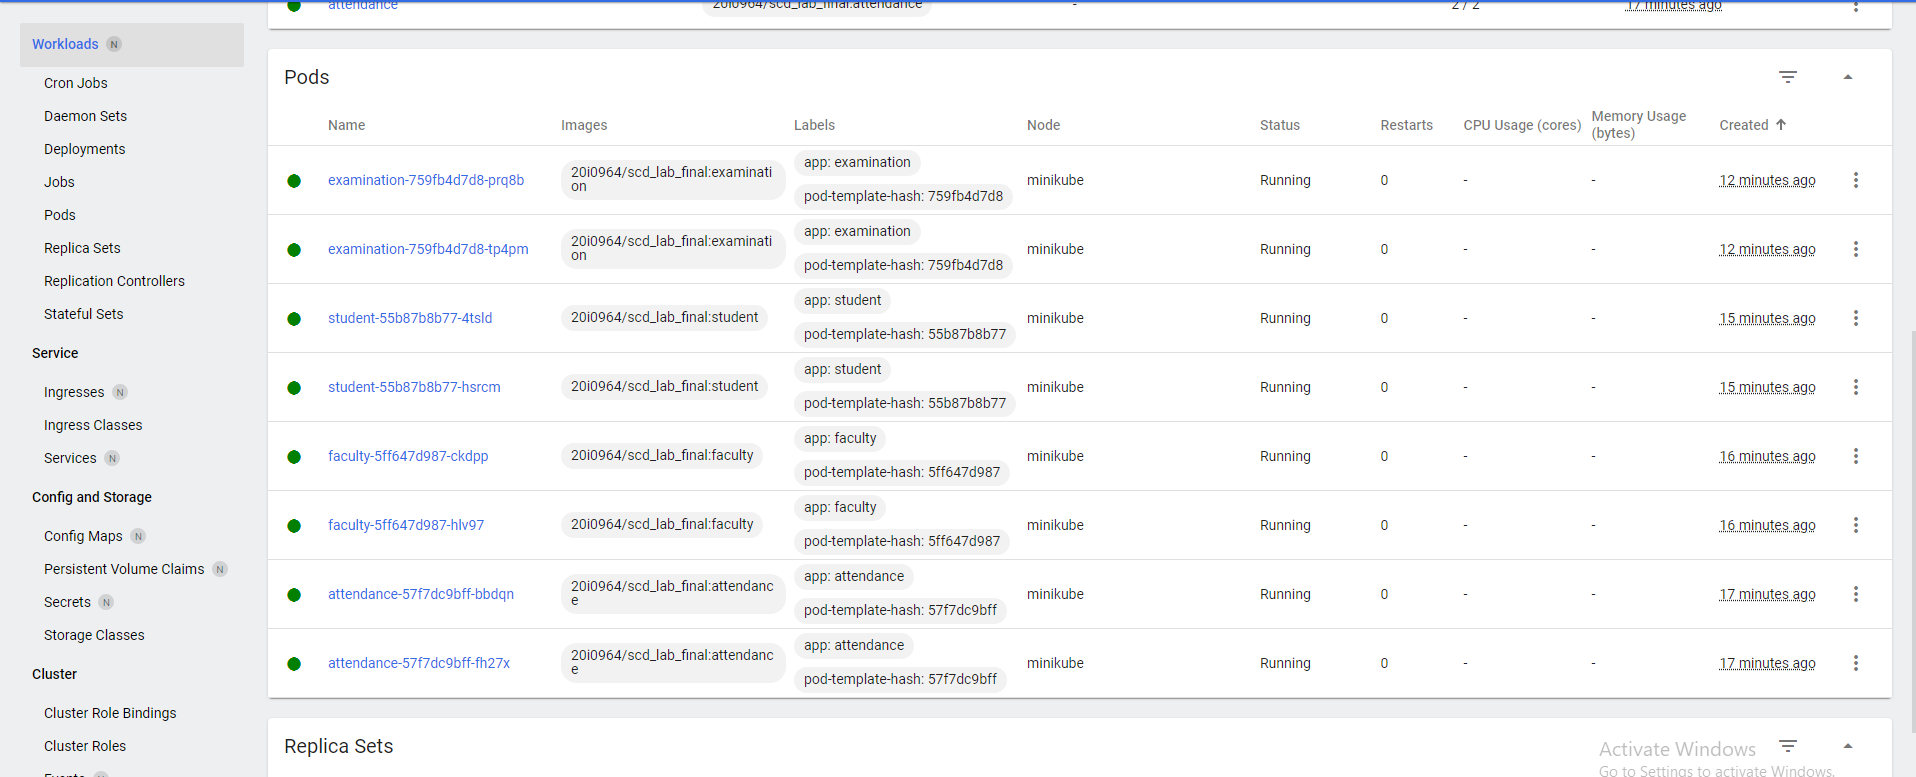 attendance 20i0964/scd_lab_final:attendance - 2 / 2 17 minutes ago
Workloads N
Cron Jobs
Daemon Sets
Deployments
Jobs
Pods
Replica Sets
Replication Controllers
Stateful Sets
Service
Ingresses N
Ingress Classes
Services N
Config and Storage
Config Maps N
Persistent Volume Claims N
Secrets N
Storage Classes
Cluster
Cluster Role Bindings
Cluster Roles
Events N
Pods
Name Images Labels Node Status Restarts CPU Usage (cores) Memory Usage (bytes) Created
examination-759fb4d7d8-prq8b 20i0964/scd_lab_final:examinati
on
app: examination
pod-template-hash: 759fb4d7d8
minikube Running 0 - - 12 minutes ago
examination-759fb4d7d8-tp4pm 20i0964/scd_lab_final:examinati
on
app: examination
pod-template-hash: 759fb4d7d8
minikube Running 0 - - 12 minutes ago
student-55b87b8b77-4tsld 20i0964/scd_lab_final:student
app: student
pod-template-hash: 55b87b8b77
minikube Running 0 - - 15 minutes ago
student-55b87b8b77-hsrcm 20i0964/scd_lab_final:student
app: student
pod-template-hash: 55b87b8b77
minikube Running 0 - - 15 minutes ago
faculty-5ff647d987-ckdpp 20i0964/scd_lab_final:faculty
app: faculty
pod-template-hash: 5ff647d987
minikube Running 0 - - 16 minutes ago
faculty-5ff647d987-hlv97 20i0964/scd_lab_final:faculty
app: faculty
pod-template-hash: 5ff647d987
minikube Running 0 - - 16 minutes ago
attendance-57f7dc9bff-bbdqn 20i0964/scd_lab_final:attendanc
e
app: attendance
pod-template-hash: 57f7dc9bff
minikube Running 0 - - 17 minutes ago
attendance-57f7dc9bff-fh27x 20i0964/scd_lab_final:attendanc
e
app: attendance
pod-template-hash: 57f7dc9bff
minikube Running 0 - - 17 minutes ago
Replica Sets
Activate Windows
Go to Settings to activate Windows.